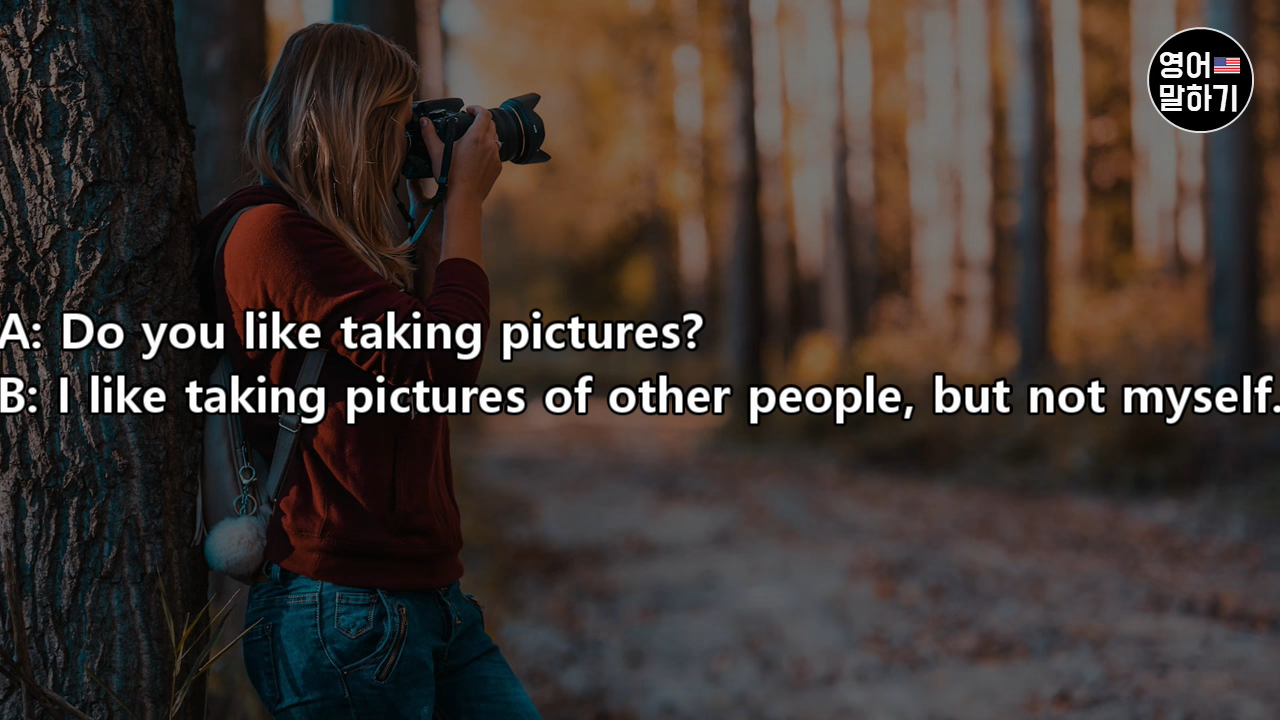 영어
말하기
A: Do you like taking pictures?
B: I like taking pictures of other people, but not myself.